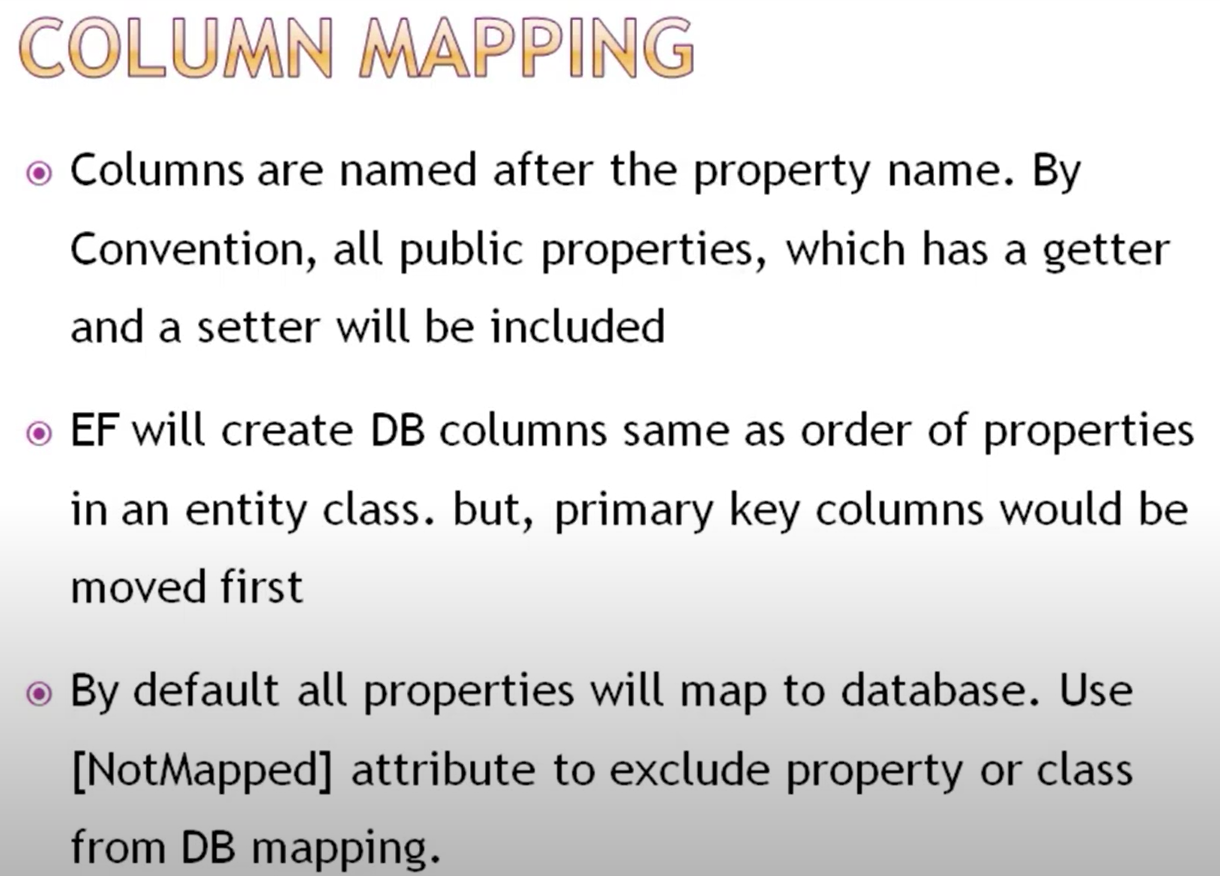 COLUMN MAPPING
Columns are named after the property name. By
Convention, all public properties, which has a getter
and a setter will be included
EF will create DB columns same as order of properties
in an entity class. but, primary key columns would be
moved first
By default all properties will map to database. Use
[NotMapped] attribute to exclude property or class
from DB mapping.